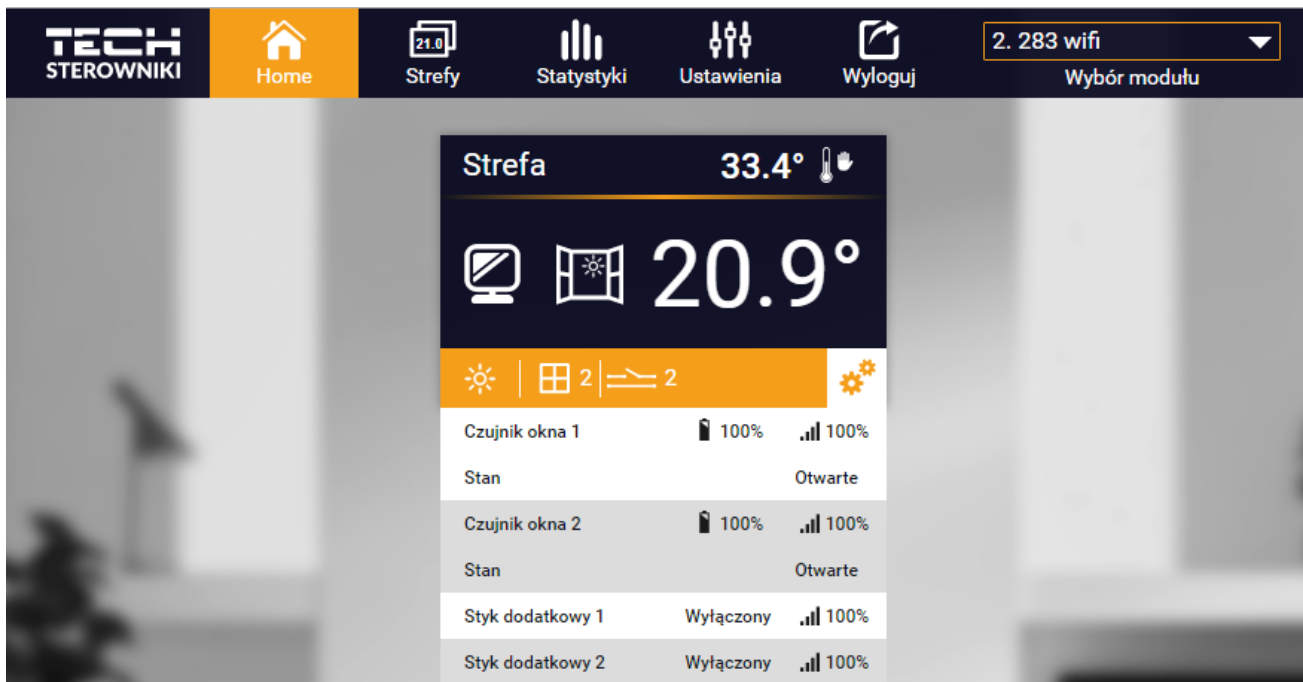 TECH
STEROWNIKI
Home
21.0
Strefy
Statystyki
Ustawienia
Wyloguj
2. 283 wifi
Wybór modułu
Strefa 33.4°
20.9°
2 2
Czujnik okna 1 100% 100%
Stan Otwarte
Czujnik okna 2 100% 100%
Stan Otwarte
Styk dodatkowy 1 Wyłączony 100%
Styk dodatkowy 2 Wyłączony 100%